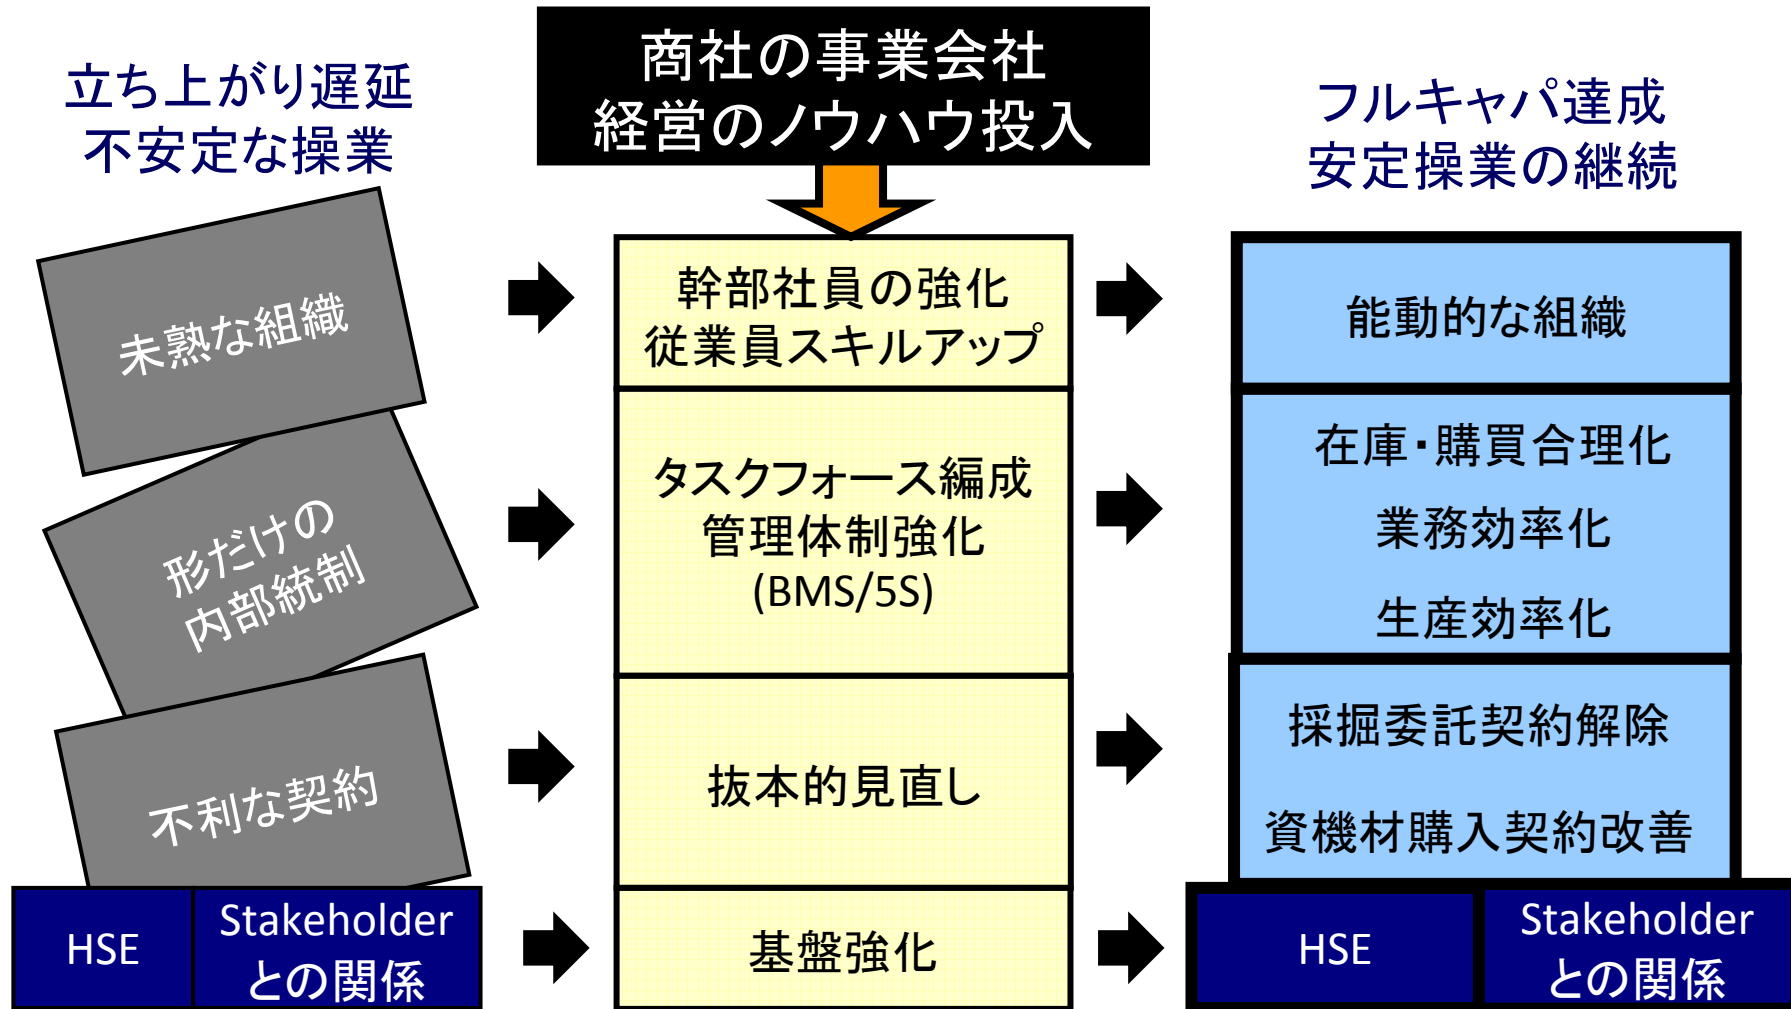 立ち上がり遅延
不安定な操業
商社の事業会社
経営のノウハウ投入
フルキャパ達成
安定操業の継続
未熟な組織
幹部社員の強化
従業員スキルアップ
能動的な組織
形だけの
内部統制
タスクフォース編成
管理体制強化
(BMS/5S)
在庫・購買合理化
業務効率化
生産効率化
不利な契約
抜本的見直し
採掘委託契約解除
資機材購入契約改善
HSE
Stakeholder
との関係
基盤強化
HSE
Stakeholder
との関係